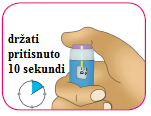 držati
pritisnuto
10 sekundi